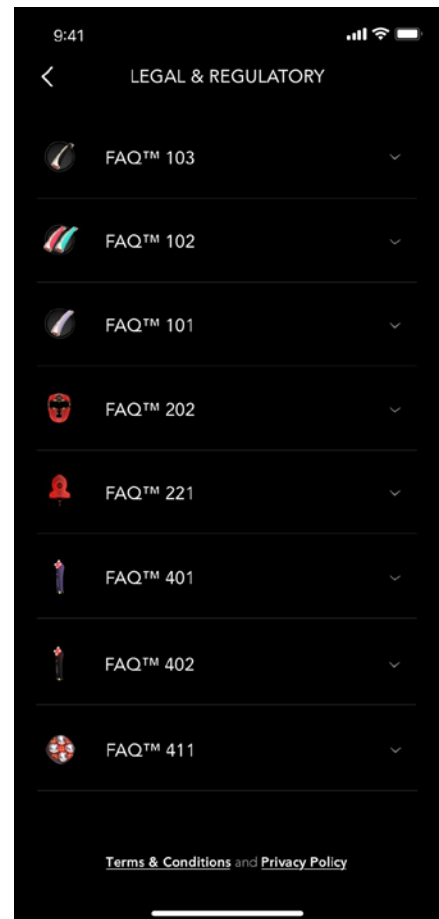 9:41
LEGAL & REGULATORY
FAQ™ 103
FAQ™ 102
FAQ™ 101
FAQ™ 202
FAQ™ 221
FAQ™ 401
FAQ™ 402
FAQ™ 411
Terms & Conditions and Privacy Policy